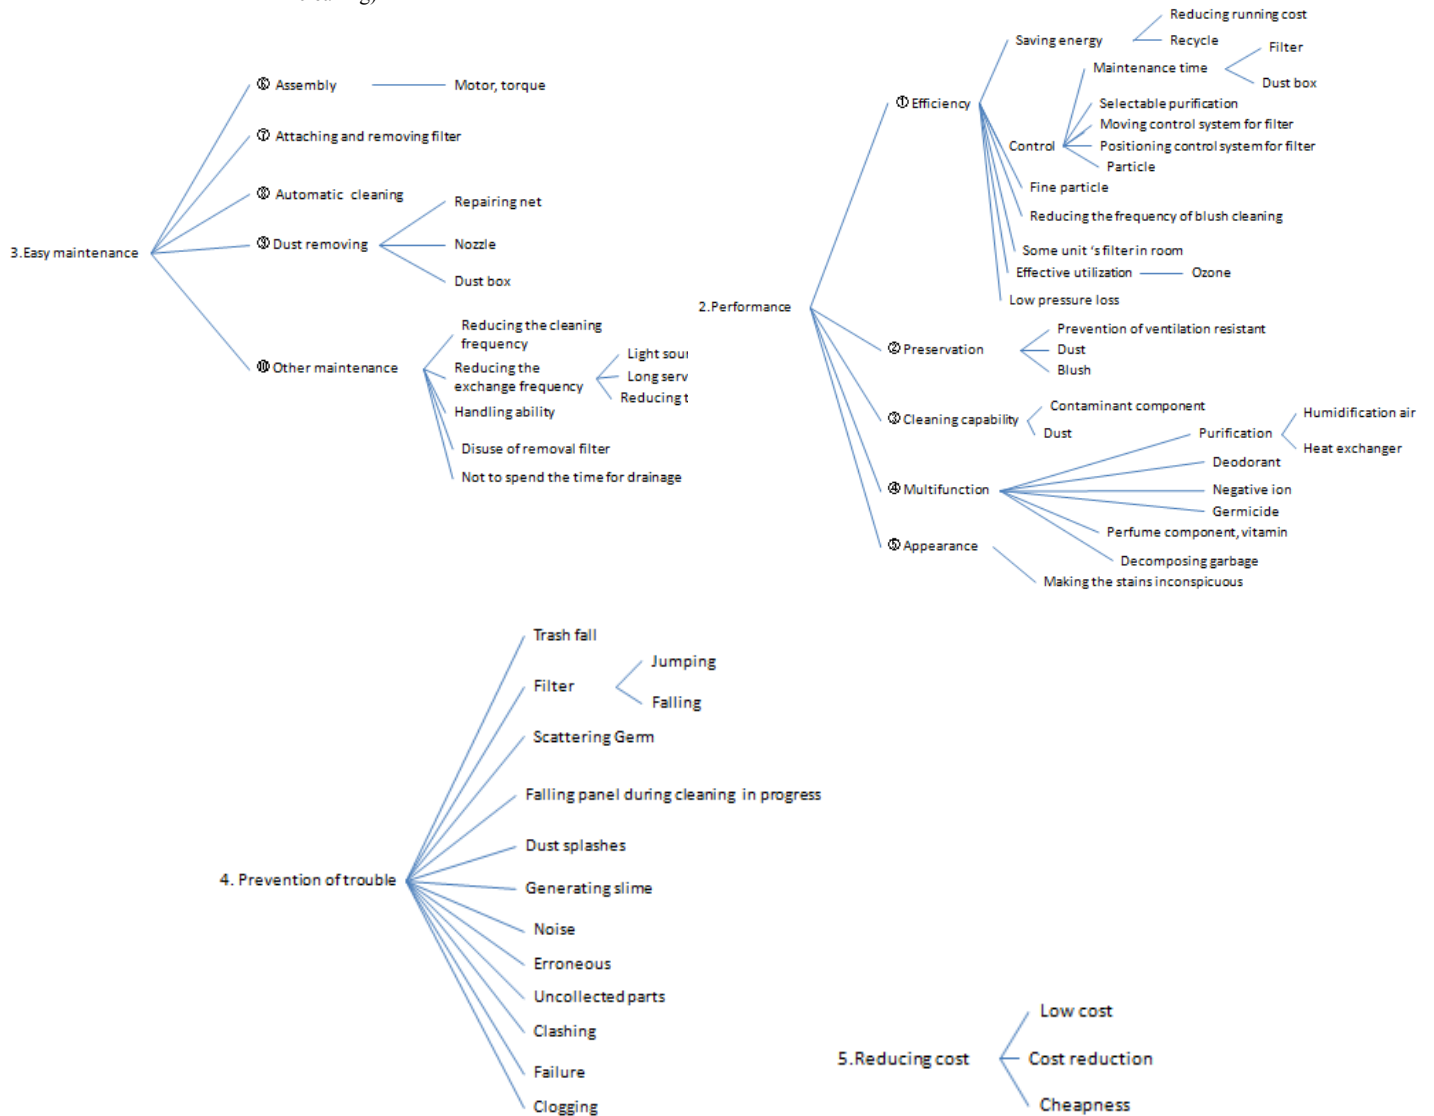 3.Easy maintenance
⑥ Assembly
Motor, torque
⑦ Attaching and removing filter
⑧ Automatic cleaning
⑨ Dust removing
Repairing net
Nozzle
Dust box
⑩ Other maintenance
Reducing the cleaning
frequency
Reducing the
exchange frequency
Light sour
Long serv
Reducing t
Handling ability
Disuse of removal filter
Not to spend the time for drainage
2.Performance
① Efficiency
Saving energy
Reducing running cost
Recycle
Control
Maintenance time
Filter
Dust box
Selectable purification
Moving control system for filter
Positioning control system for filter
Particle
Fine particle
Reducing the frequency of blush cleaning
Some unit 's filter in room
Effective utilization
Ozone
Low pressure loss
② Preservation
Prevention of ventilation resistant
Dust
Blush
③ Cleaning capability
Contaminant component
Dust
④ Multifunction
Purification
Humidification air
Heat exchanger
Deodorant
Negative ion
Germicide
Perfume component, vitamin
Decomposing garbage
⑤ Appearance
Making the stains inconspicuous
4. Prevention of trouble
Trash fall
Filter
Jumping
Falling
Scattering Germ
Falling panel during cleaning in progress
Dust splashes
Generating slime
Noise
Erroneous
Uncollected parts
Clashing
Failure
Clogging
5.Reducing cost
Low cost
Cost reduction
Cheapness